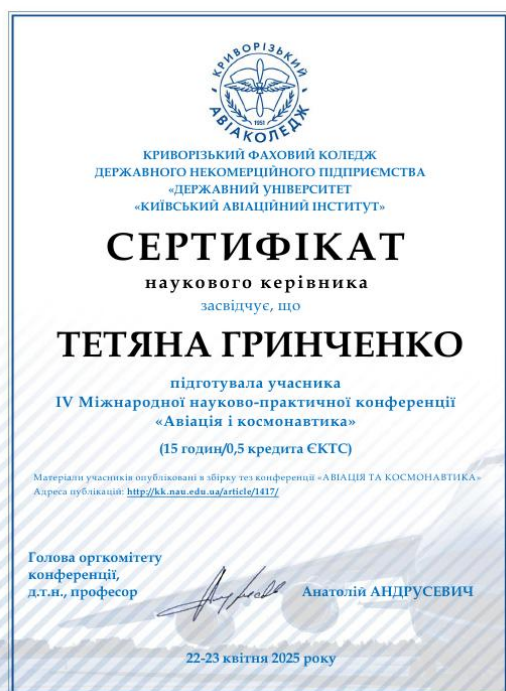 КРИВОРІЗЬКИЙ
АВІАКОЛЕДЖ
1951
КРИВОРІЗЬКИЙ ФАХОВИЙ КОЛЕДЖ
ДЕРЖАВНОГО НЕКОМЕРЦІЙНОГО ПІДПРИЄМСТВА
«ДЕРЖАВНИЙ УНІВЕРСИТЕТ
«КИЇВСЬКИЙ АВІАЦІЙНИЙ ІНСТИТУТ»
СЕРТИФІКАТ
наукового керівника
засвідчує, що
ТЕТЯНА ГРИНЧЕНКО
підготувала учасника
IV Міжнародної науково-практичної конференції
«Авіація і космонавтика»
(15 годин/0,5 кредита ЄКТС)
Матеріали учасників опубліковані в збірку тез конференції «АВІАЦІЯ ТА КОСМОНАВТИКА»
Адреса публікацій: http://kk.nau.edu.ua/article/1417/
Голова оргкомітету
конференції,
д.т.н., професор
Анатолій АНДРУСЕВИЧ
22-23 квітня 2025 року